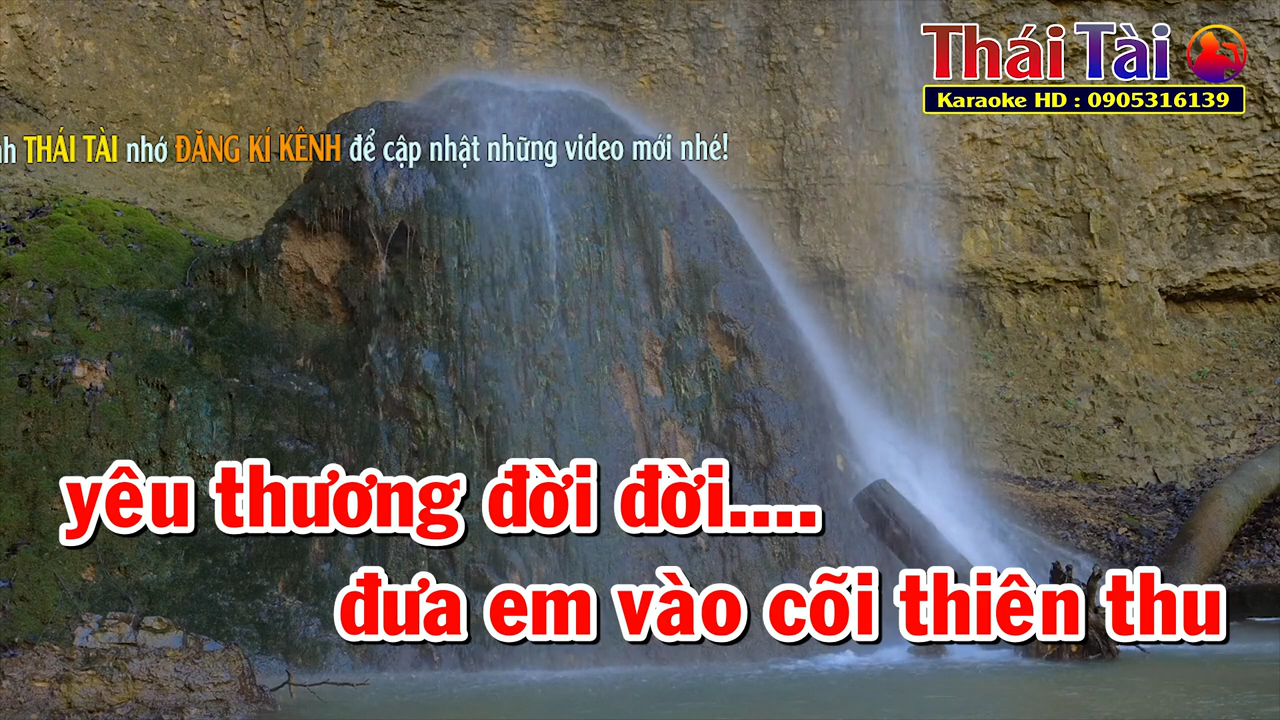 Thái Tài
Karaoke HD : 0905316139
THÁI TÀI nhớ ĐĂNG KÍ KÊNH để cập nhật những video mới nhé!
yêu thương đời đời....
đưa em vào cõi thiên thu